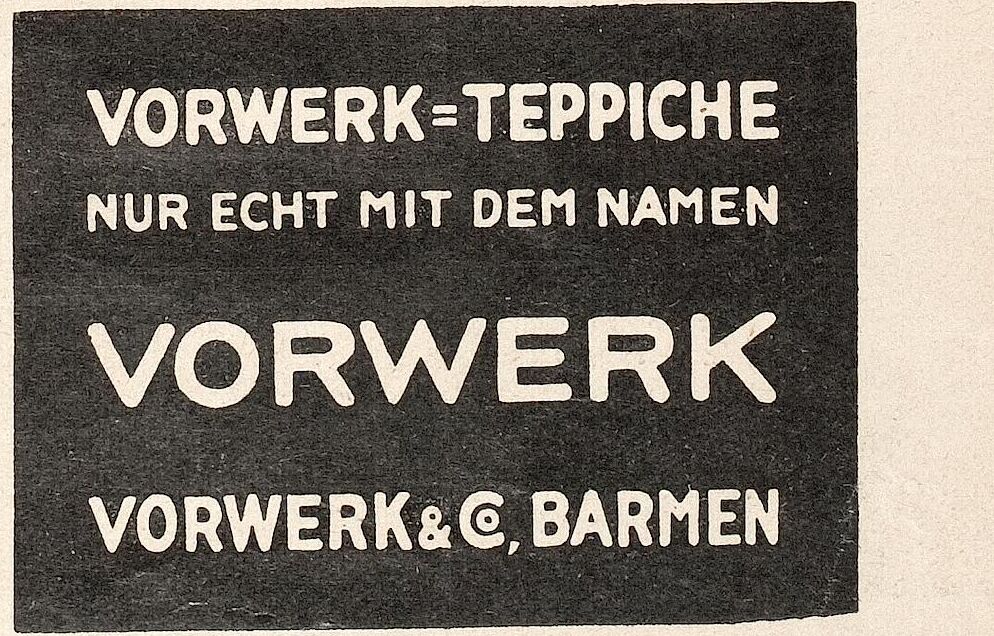 VORWERK=TEPPICHE
NUR ECHT MIT DEM NAMEN
VORWERK
VORWERK & Co, BARMEN